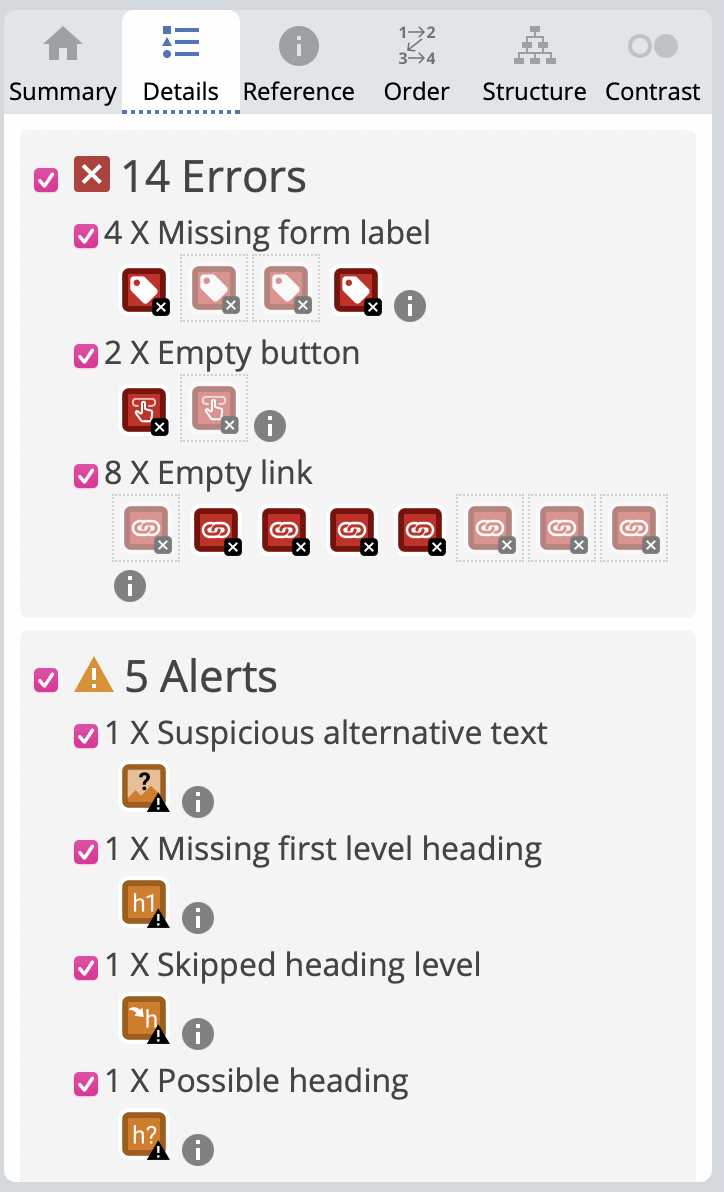 1→2
3→4
Summary Details Reference Order Structure Contrast
14 Errors
4 X Missing form label
2 X Empty button
8 X Empty link
5 Alerts
1 X Suspicious alternative text
?
1 X Missing first level heading
h1
1 X Skipped heading level
h
1 X Possible heading
h?